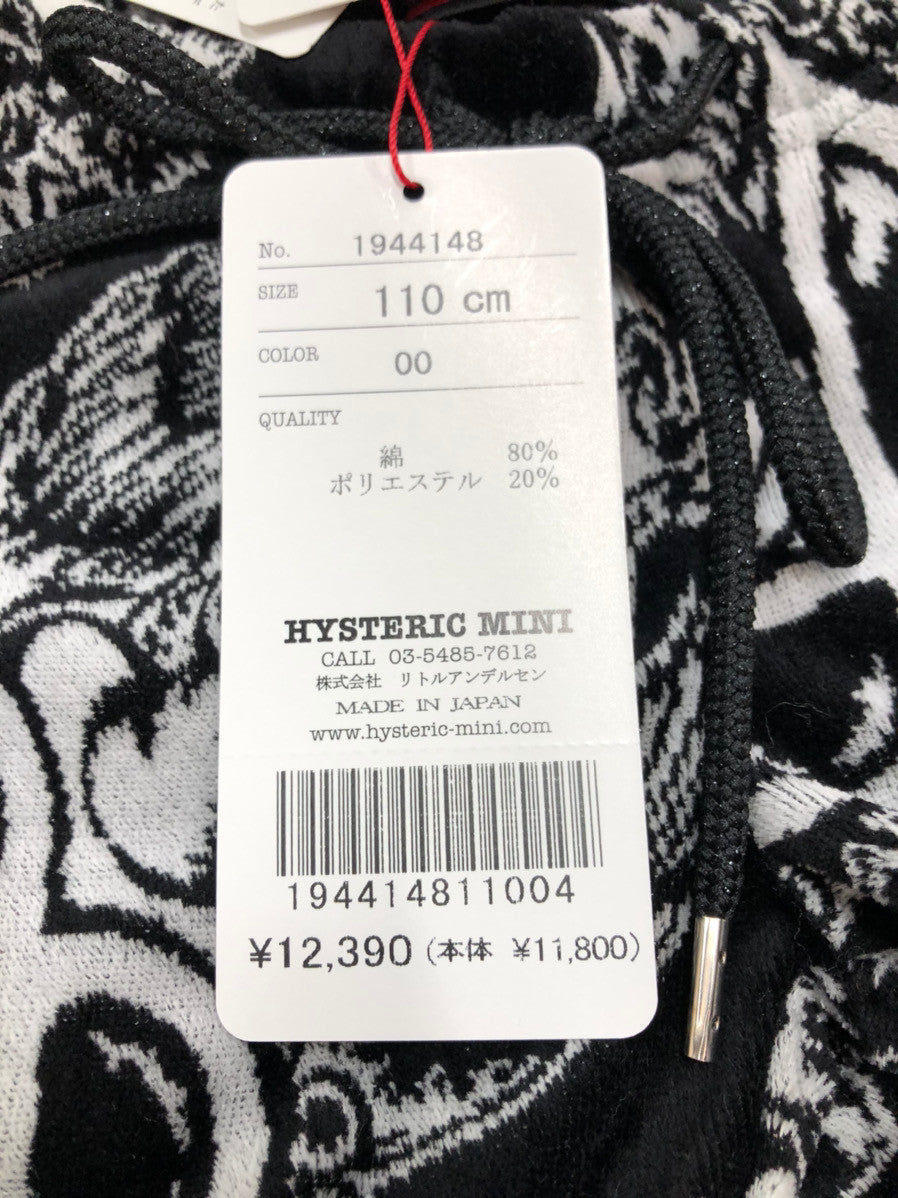 No. 1944148
SIZE 110 cm
COLOR 00
QUALITY
綿 80%
ポリエステル 20%
HYSTERIC MINI
CALL 03-5485-7612
株式会社 リトルアンデルセン
MADE IN JAPAN
www.hysteric-mini.com
194414811004
¥12,390 (本体 ¥11,800)